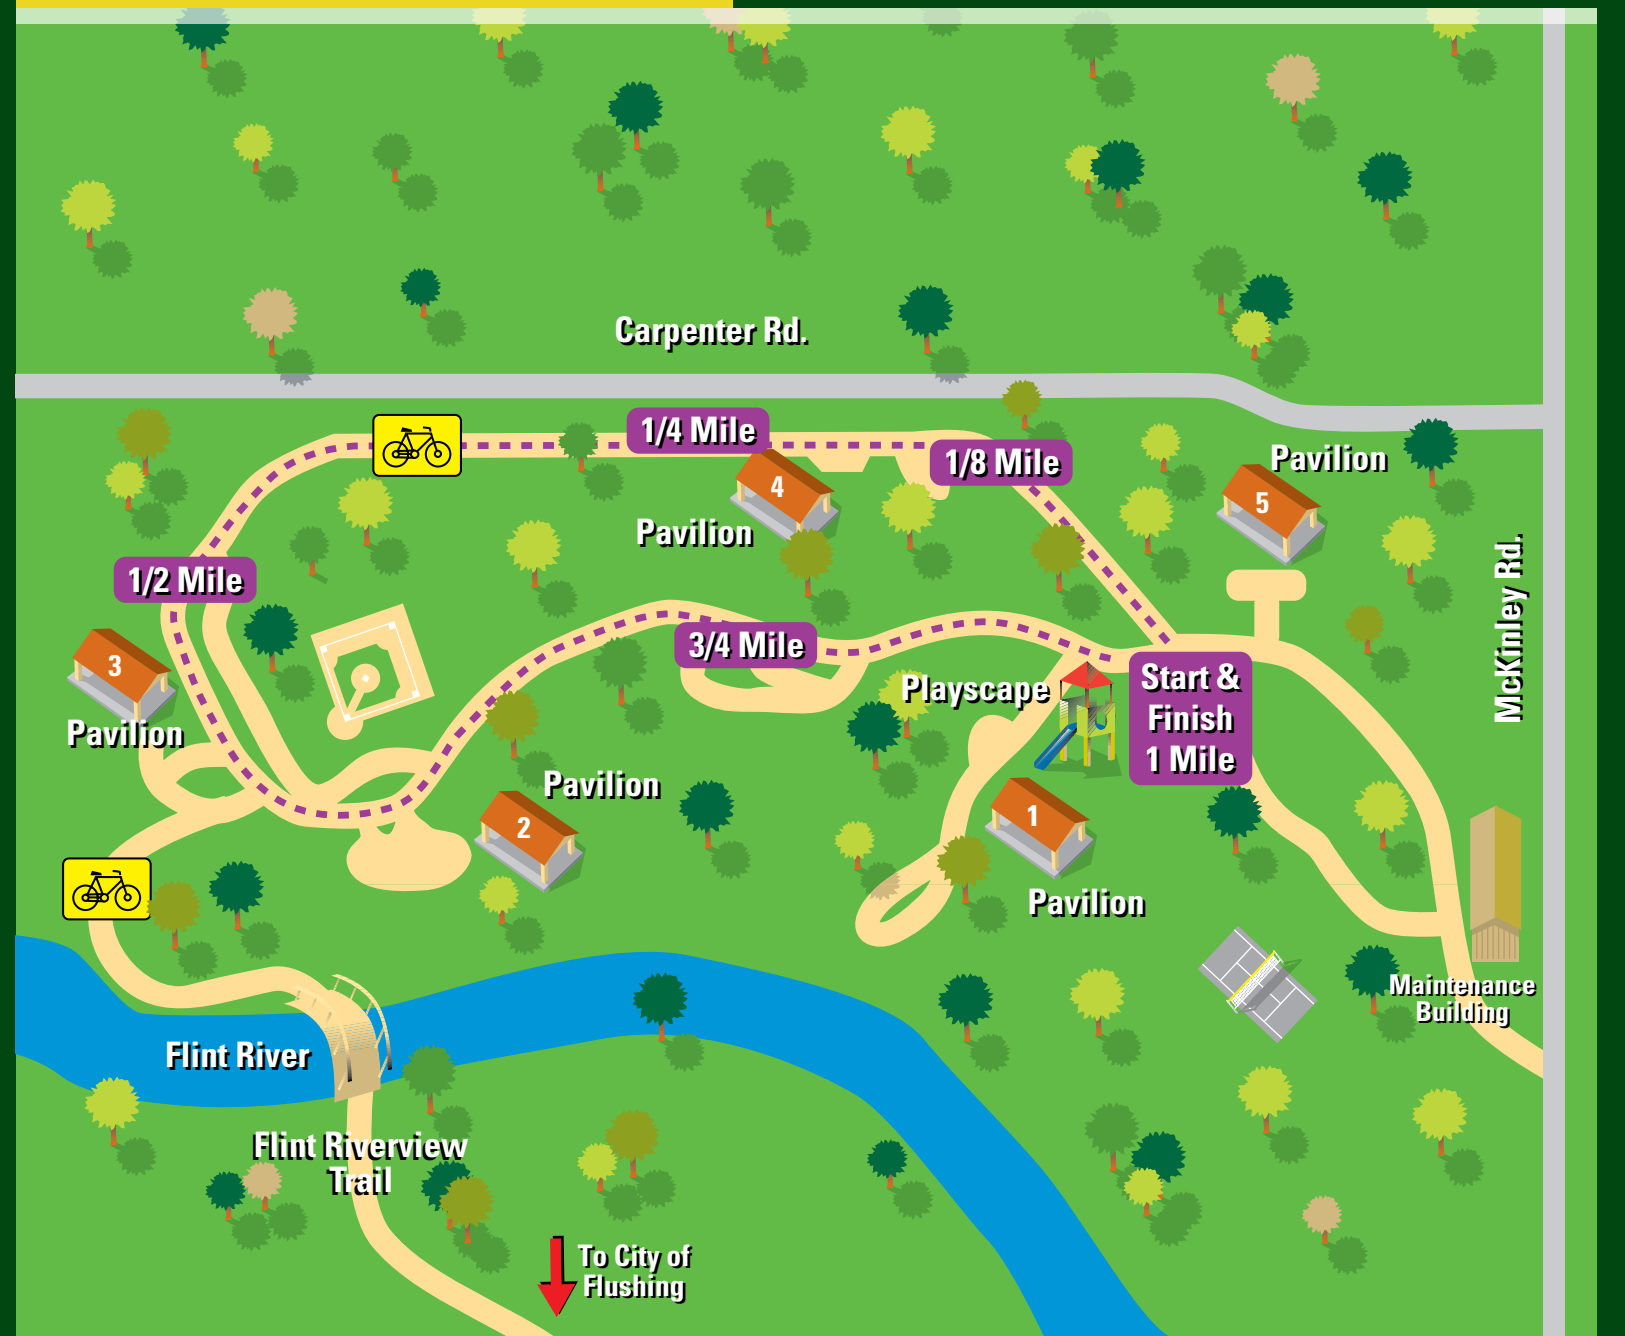 Carpenter Rd.
1/4 Mile
1/8 Mile
Pavilion
4
5
Pavilion
1/2 Mile
McKinley Rd.
3/4 Mile
3
Start &
Finish
1 Mile
Playscape
Pavilion
Pavilion
2
1
Pavilion
Maintenance
Building
Flint River
Flint Riverview
Trail
To City of
Flushing